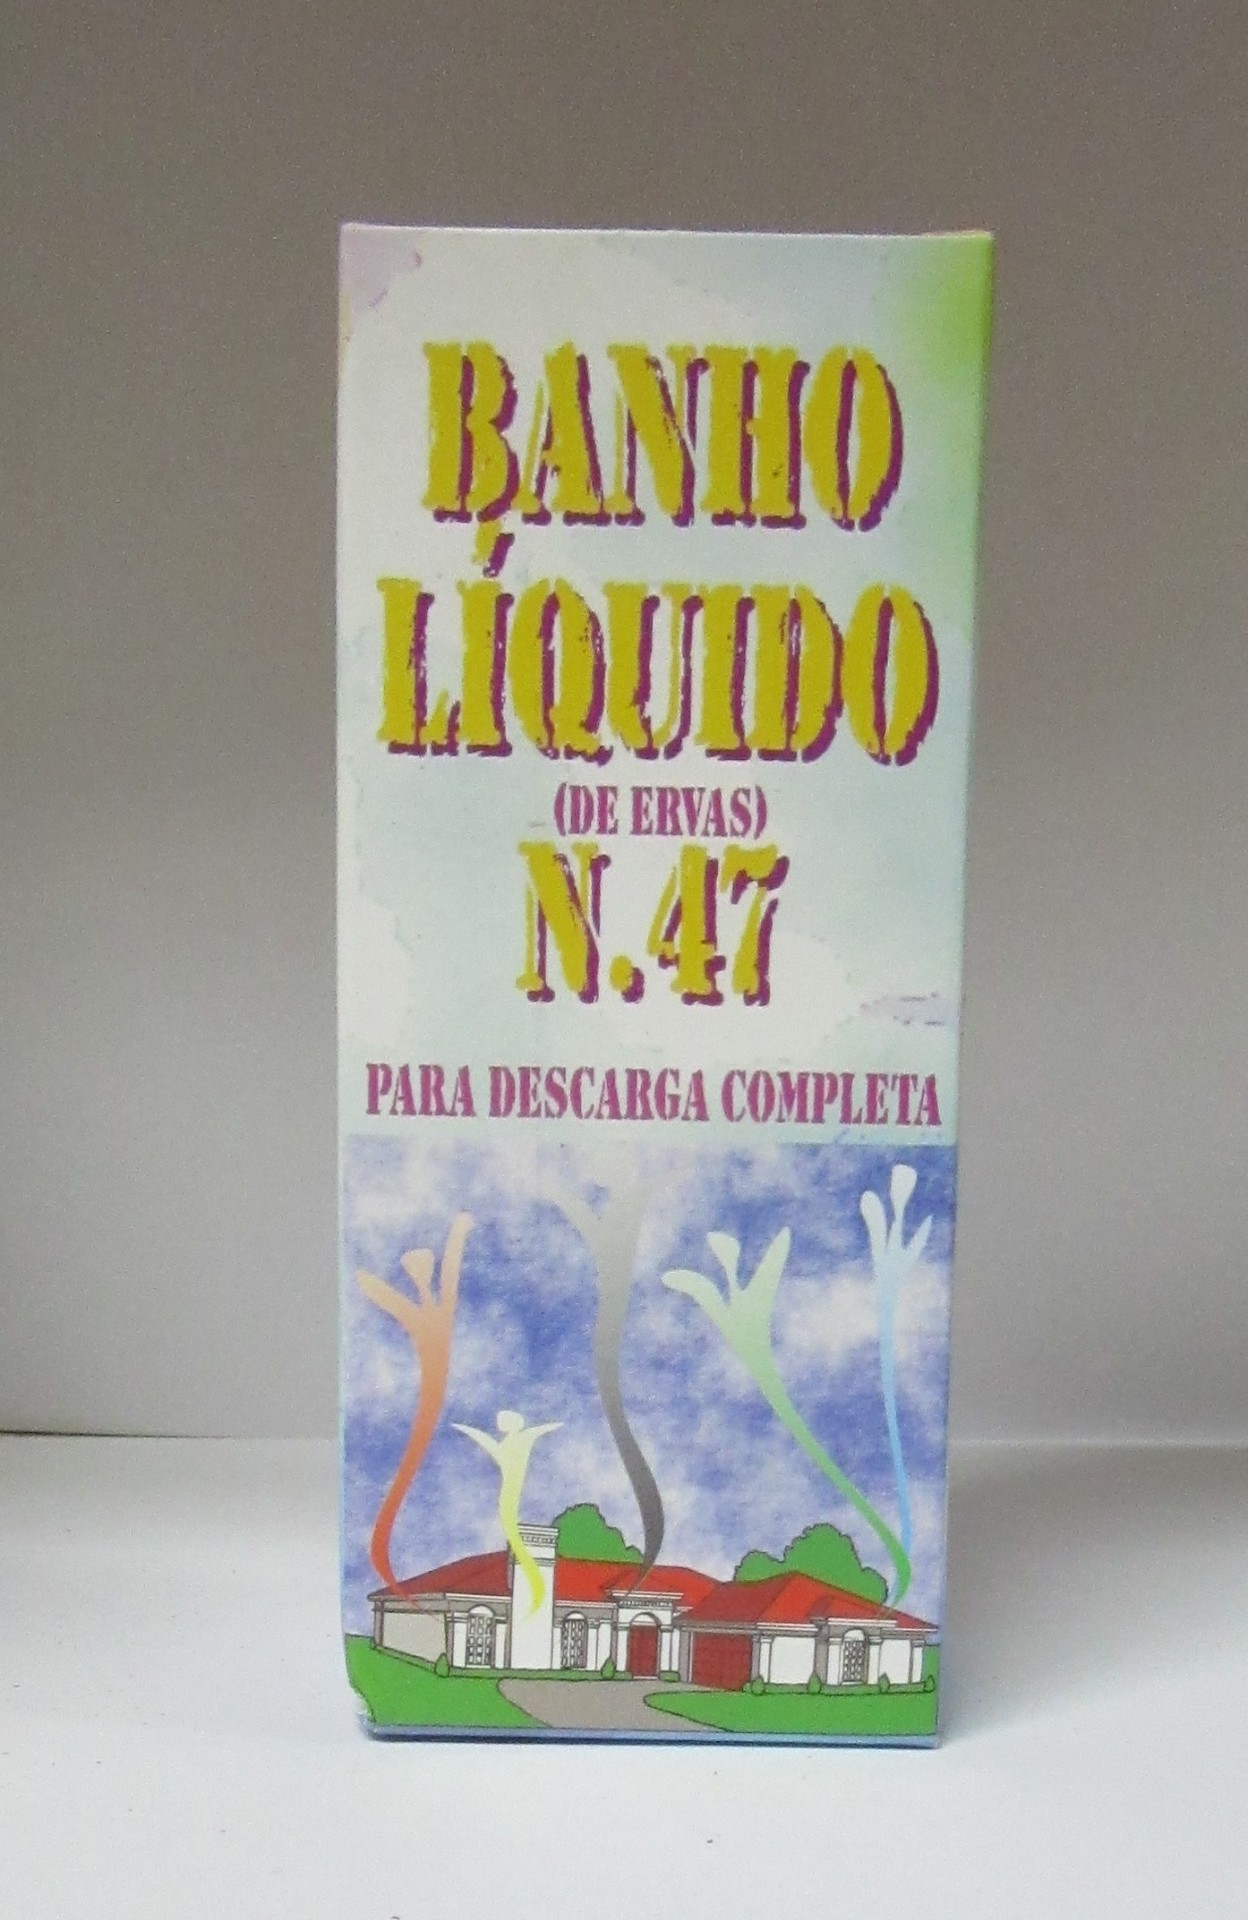 BANHO
LÍQUIDO
(DE ERVAS)
N.47
PARA DESCARGA COMPLETA